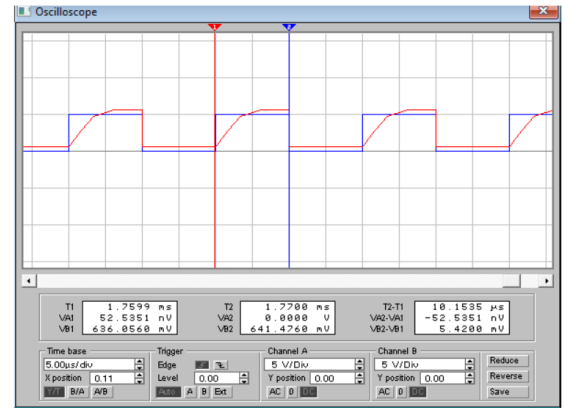 Oscilloscope
1 2
T1 1.7599 ms T2 1.7700 ms T2-T1 10.1535 µs
VA1 52.5351 nV VA2 0.0000 V VA2-VA1 -52.5351 nV
VB1 636.0560 mV VB2 641.4760 mV VB2-VB1 5.4200 mV
Time base Trigger Channel A Channel B
5.00µs/div Edge 5 V/Div 5 V/Div Reduce
X position 0.11 Level 0.00 Y position 0.00 Y position 0.00 Reverse
Y/T B/A A/B Auto A B Ext AC 0 DC AC 0 DC Save